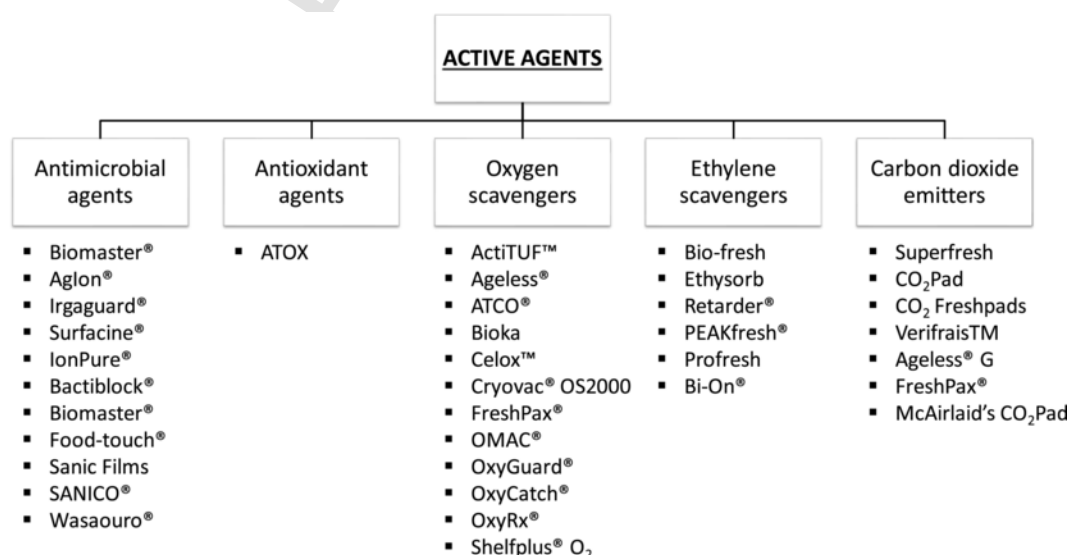 ACTIVE AGENTS
Antimicrobial
agents
▪ Biomaster®
▪ AgIon®
▪ Irgaguard®
▪ Surfacine®
▪ IonPure®
▪ Bactiblock®
▪ Biomaster®
▪ Food-touch®
▪ Sanic Films
▪ SANICO®
▪ Wasaouro®
Antioxidant
agents
▪ ATOX
Oxygen
scavengers
▪ ActiTUF™
▪ Ageless®
▪ ATCO®
▪ Bioka
▪ Celox™
▪ Cryovac® OS2000
▪ FreshPax®
▪ OMAC®
▪ OxyGuard®
▪ OxyCatch®
▪ OxyRx®
▪ Shelfplus® O₂
Ethylene
scavengers
▪ Bio-fresh
▪ Ethysorb
▪ Retarder®
▪ PEAKfresh®
▪ Profresh
▪ Bi-On®
Carbon dioxide
emitters
▪ Superfresh
▪ CO₂Pad
▪ CO₂ Freshpads
▪ VerifraisTM
▪ Ageless® G
▪ FreshPax®
▪ McAirlaid's CO₂Pad